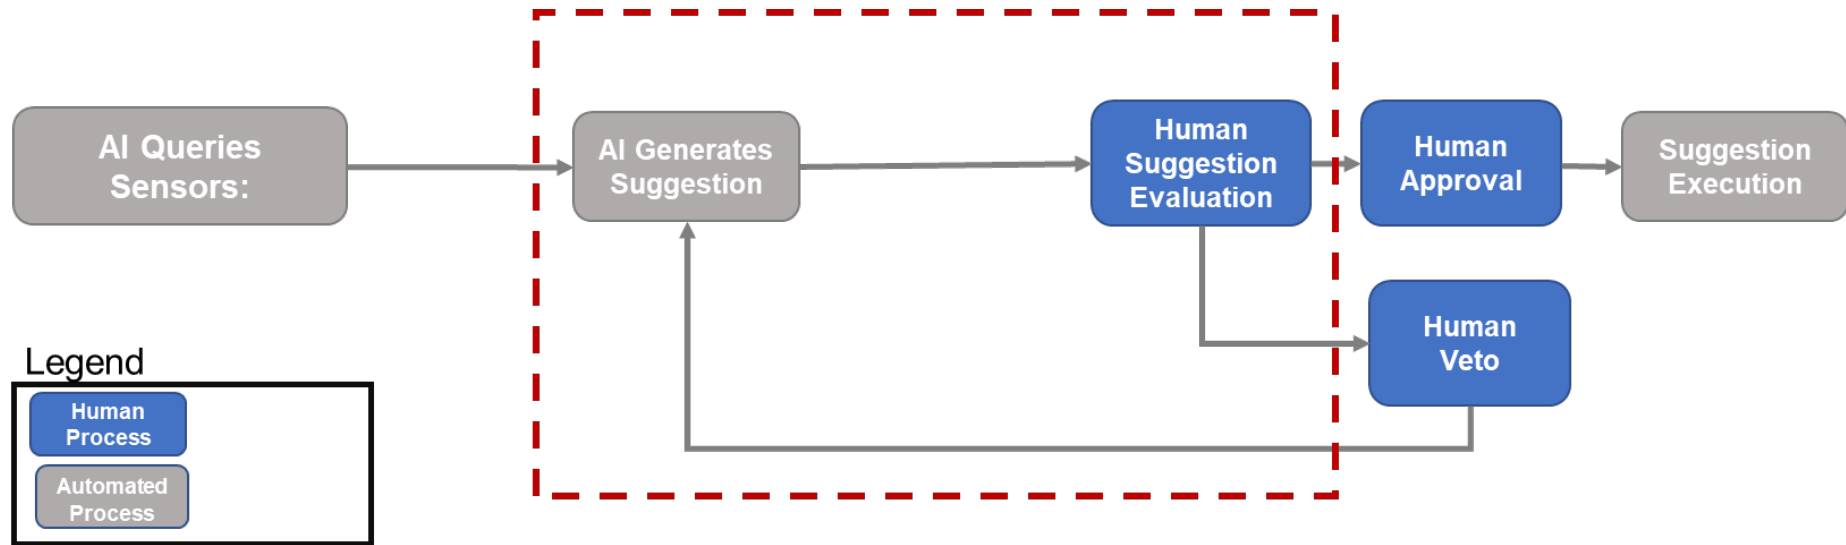 AI Queries
Sensors:
AI Generates
Suggestion
Human
Suggestion
Evaluation
Human
Approval
Suggestion
Execution
Human
Veto
Legend
Human
Process
Automated
Process